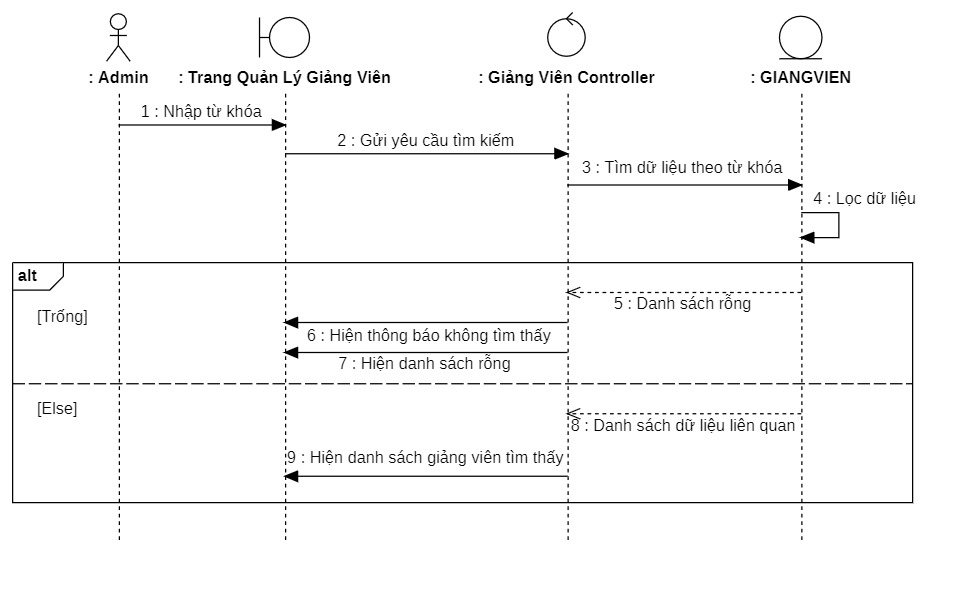 : Admin
: Trang Quản Lý Giảng Viên
: Giảng Viên Controller
: GIANGVIEN
1 : Nhập từ khóa
2 : Gửi yêu cầu tìm kiếm
3 : Tìm dữ liệu theo từ khóa
4 : Lọc dữ liệu
alt
[Trống]
5 : Danh sách rỗng
6 : Hiện thông báo không tìm thấy
7 : Hiện danh sách rỗng
[Else]
8 : Danh sách dữ liệu liên quan
9 : Hiện danh sách giảng viên tìm thấy